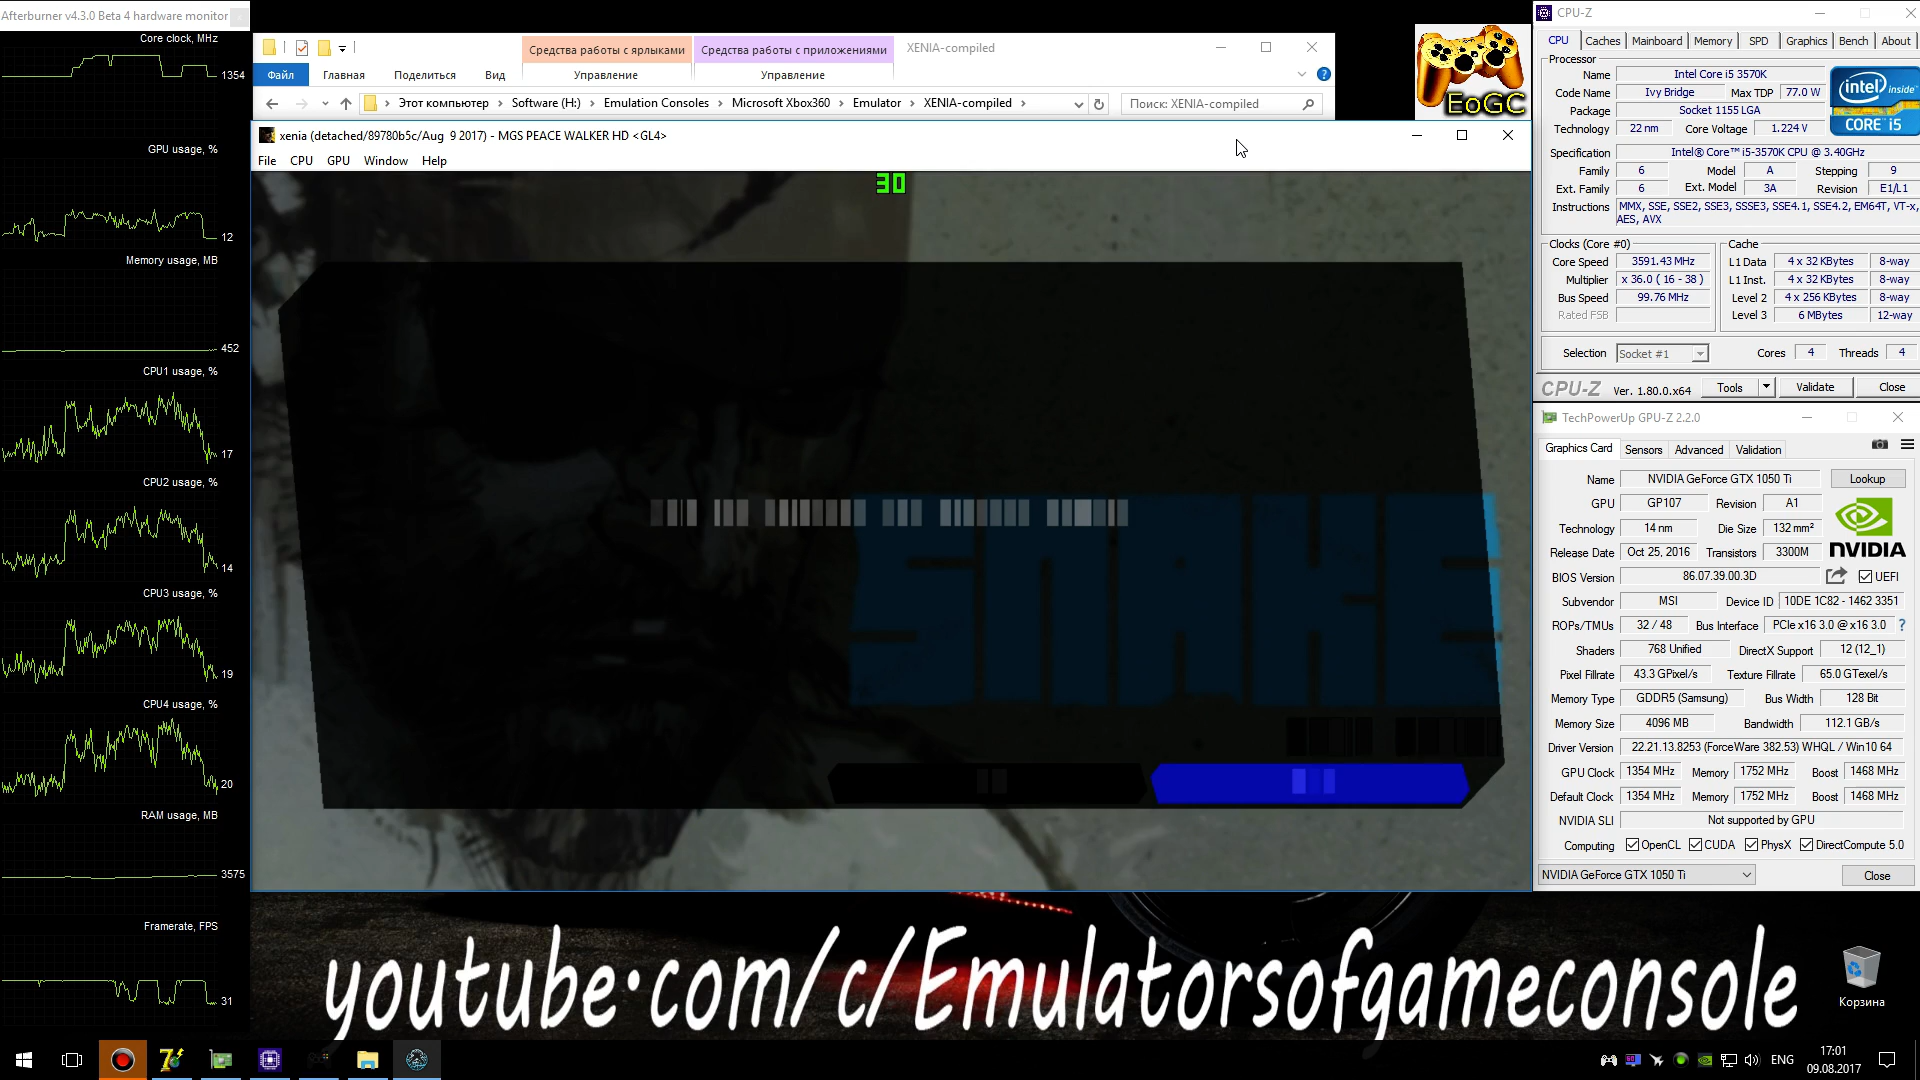 Afterburner v4.3.0 Beta 4 hardware monitor
Core clock, MHz
1354
GPU usage, %
12
Memory usage, MB
452
CPU1 usage, %
17
CPU2 usage, %
14
CPU3 usage, %
19
CPU4 usage, %
20
RAM usage, MB
3575
Framerate, FPS
31
Средства работы с ярлыками
Средства работы с приложениями
XENIA-compiled
Файл
Главная
Поделиться
Вид
Управление
Управление
Этот компьютер
Software (H:)
Emulation Consoles
Microsoft Xbox360
Emulator
XENIA-compiled
Поиск: XENIA-compiled
EoGC
xenia (detached/89780b5c/Aug 9 2017) - MGS PEACE WALKER HD <GL4>
File CPU GPU Window Help
30
SNAKE
CPU-Z
CPU Caches Mainboard Memory SPD Graphics Bench About
Processor
Name Intel Core i5 3570K
Code Name Ivy Bridge Max TDP 77.0 W
Package Socket 1155 LGA
Technology 22 nm Core Voltage 1.224 V
intel inside™
CORE i5
Specification Intel® Core™ i5-3570K CPU @ 3.40GHz
Family 6 Model A Stepping 9
Ext. Family 6 Ext. Model 3A Revision E1/L1
Instructions MMX, SSE, SSE2, SSE3, SSSE3, SSE4.1, SSE4.2, EM64T, VT-x,
AES, AVX
Clocks (Core #0)
Core Speed 3591.43 MHz
Multiplier x 36.0 ( 16 - 38 )
Bus Speed 99.76 MHz
Rated FSB
Cache
L1 Data 4 x 32 KBytes 8-way
L1 Inst. 4 x 32 KBytes 8-way
Level 2 4 x 256 KBytes 8-way
Level 3 6 MBytes 12-way
Selection Socket #1 Cores 4 Threads 4
CPU-Z Ver. 1.80.0.x64 Tools Validate Close
TechPowerUp GPU-Z 2.2.0
Graphics Card Sensors Advanced Validation
Name NVIDIA GeForce GTX 1050 Ti Lookup
GPU GP107 Revision A1
Technology 14 nm Die Size 132 mm²
Release Date Oct 25, 2016 Transistors 3300M
NVIDIA
BIOS Version 86.07.39.00.3D UEFI
Subvendor MSI Device ID 10DE 1C82 - 1462 3351
ROPs/TMUs 32 / 48 Bus Interface PCIe x16 3.0 @ x16 3.0 ?
Shaders 768 Unified DirectX Support 12 (12_1)
Pixel Fillrate 43.3 GPixel/s Texture Fillrate 65.0 GTexel/s
Memory Type GDDR5 (Samsung) Bus Width 128 Bit
Memory Size 4096 MB Bandwidth 112.1 GB/s
Driver Version 22.21.13.8253 (ForceWare 382.53) WHQL / Win10 64
GPU Clock 1354 MHz Memory 1752 MHz Boost 1468 MHz
Default Clock 1354 MHz Memory 1752 MHz Boost 1468 MHz
NVIDIA SLI Not supported by GPU
Computing OpenCL CUDA PhysX DirectCompute 5.0
NVIDIA GeForce GTX 1050 Ti Close
youtube.com/c/Emulatorsofgameconsole
Корзина
ENG
17:01
09.08.2017